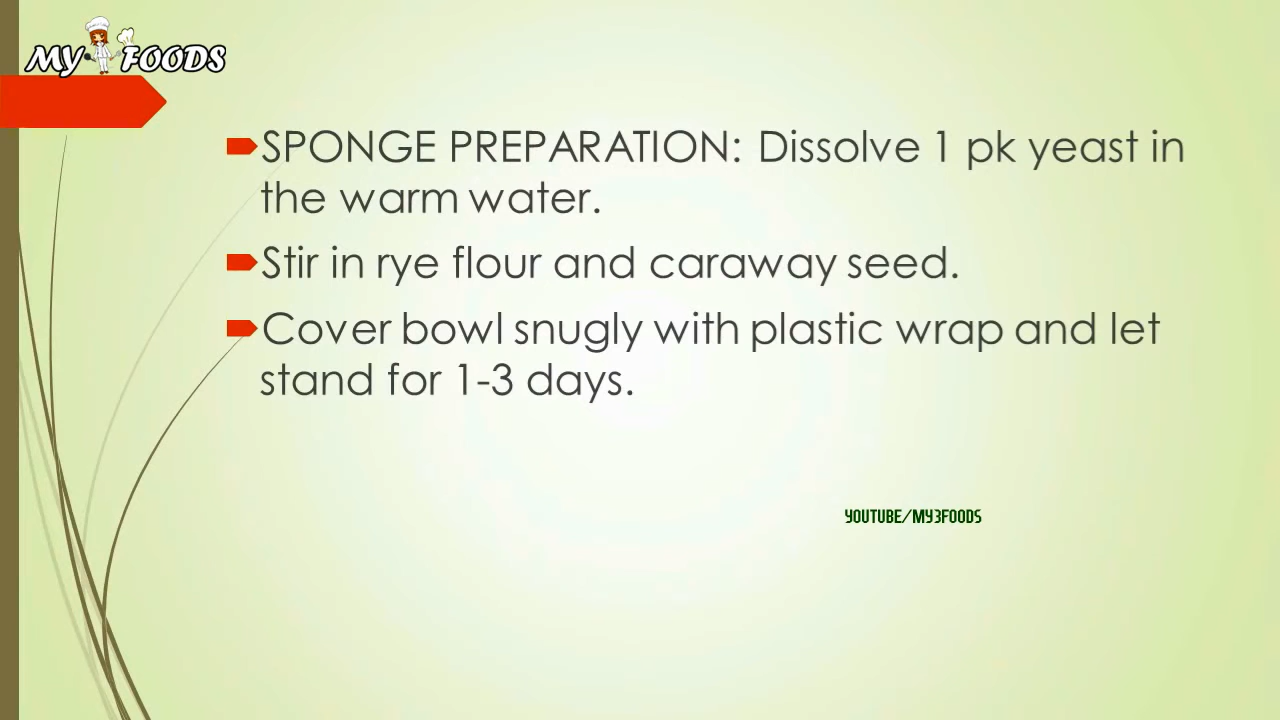 MY FOODS
SPONGE PREPARATION: Dissolve 1 pk yeast in
the warm water.
Stir in rye flour and caraway seed.
Cover bowl snugly with plastic wrap and let
stand for 1-3 days.
YOUTUBE/MY3FOODS